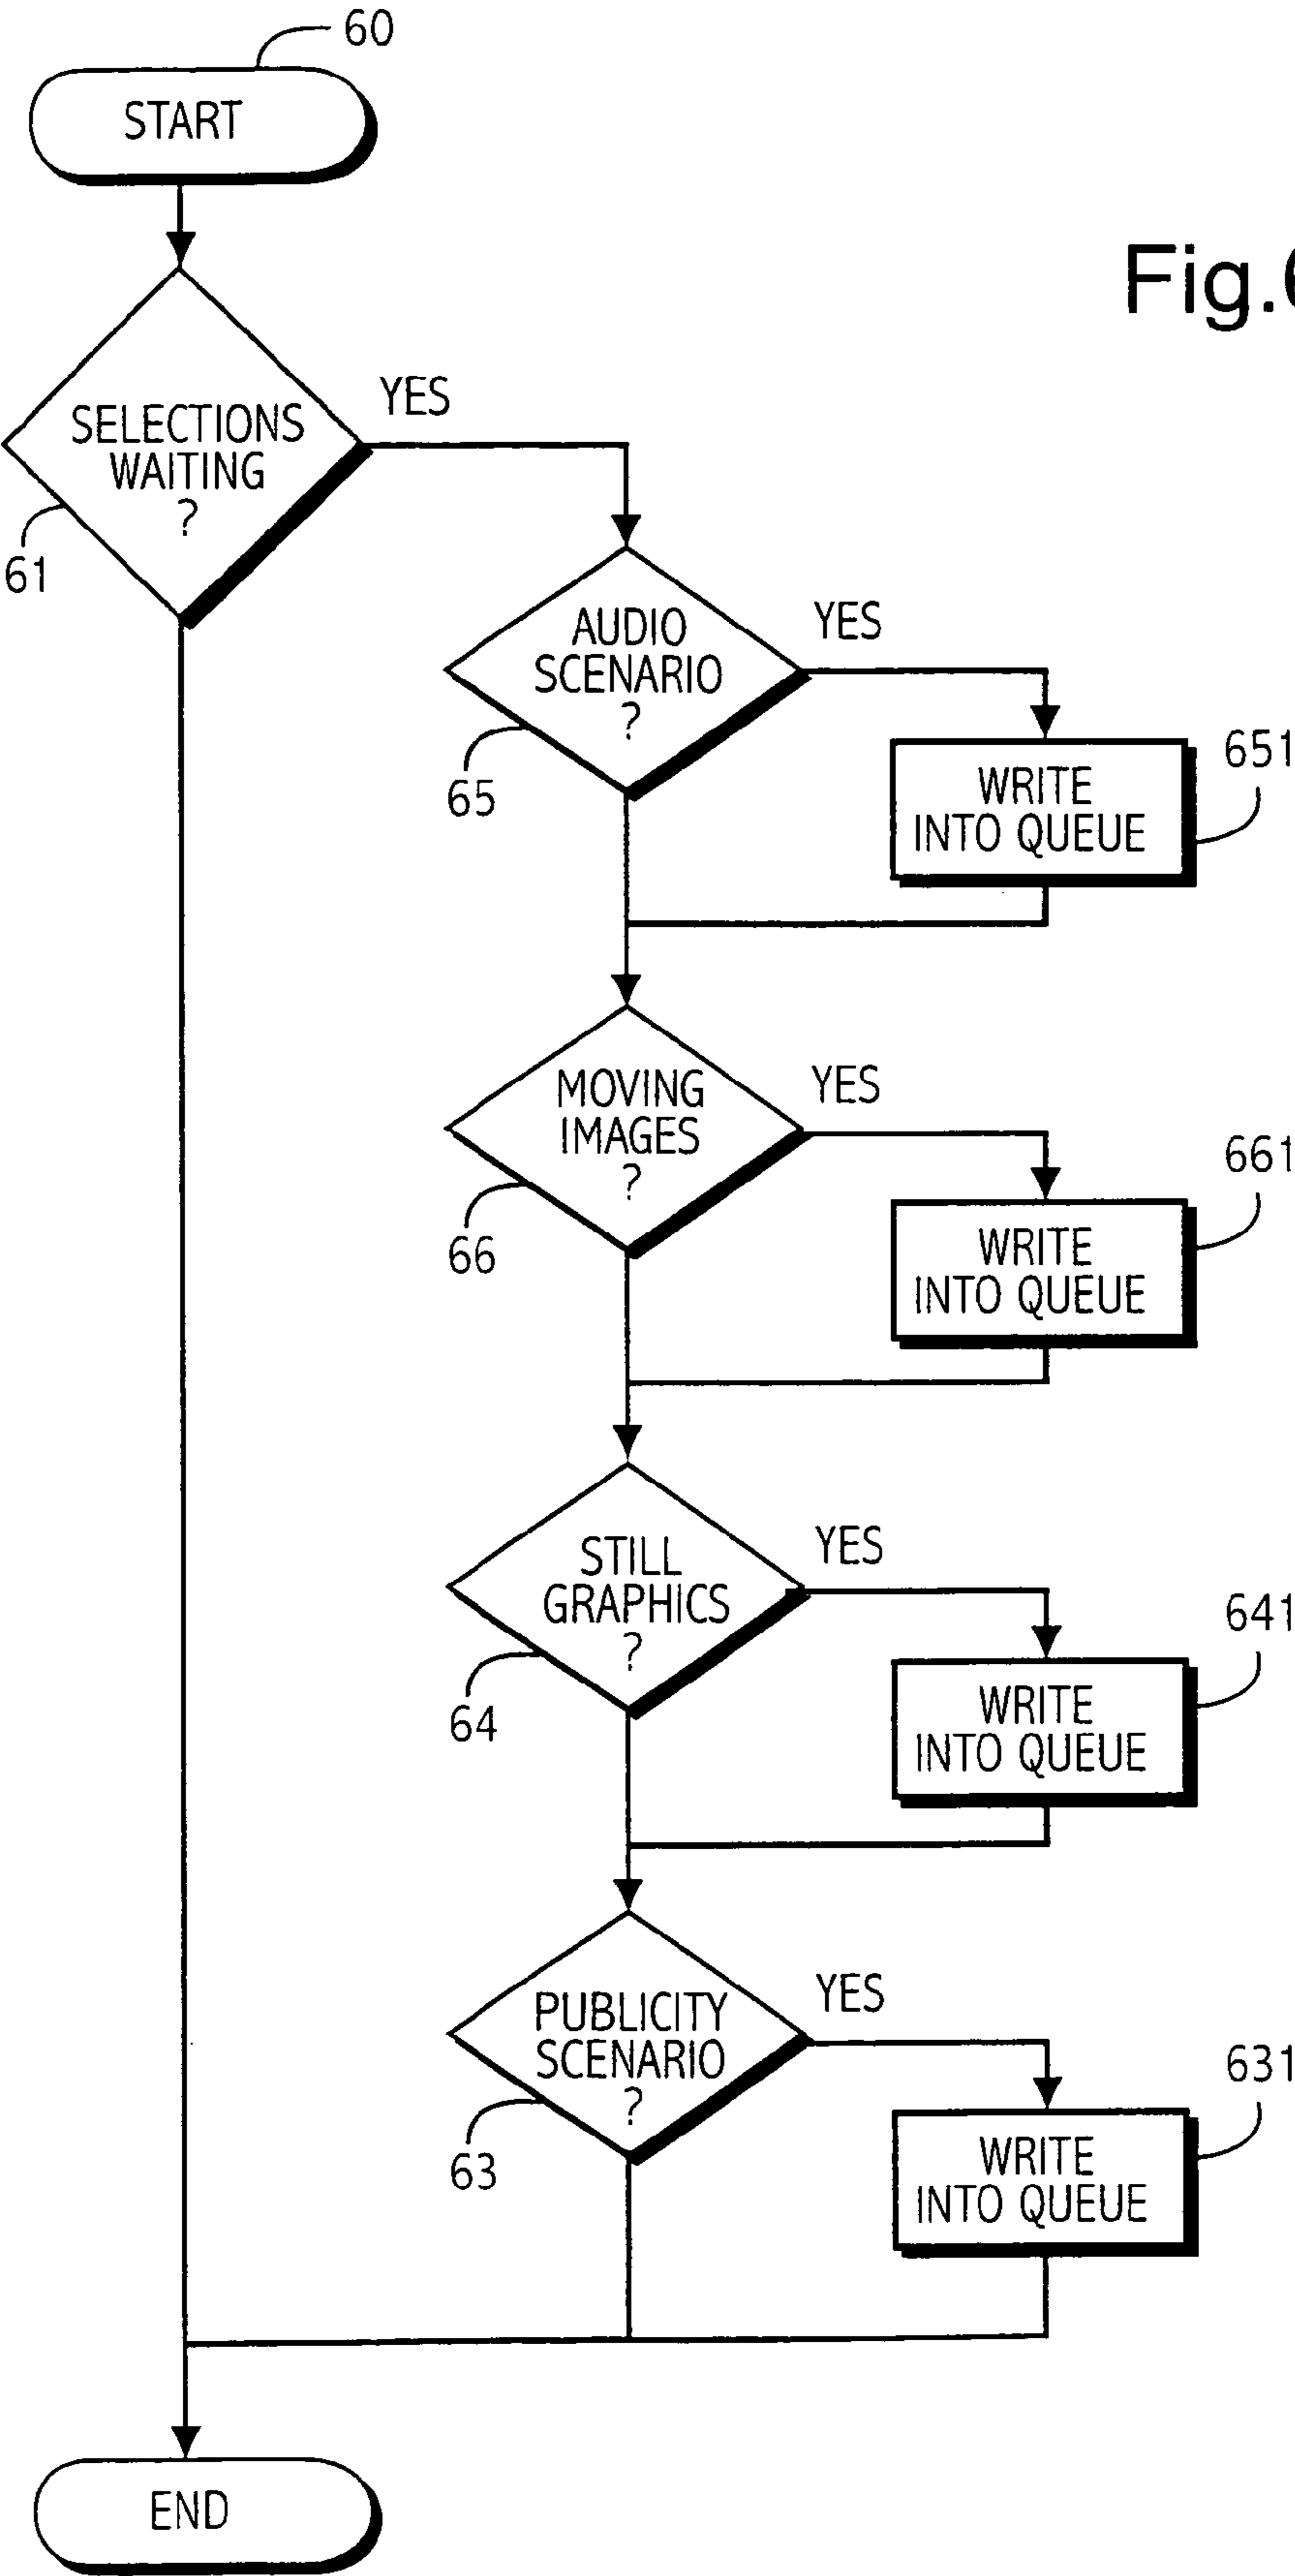 60
START
Fig.6
YES
SELECTIONS
WAITING
?
61
AUDIO
SCENARIO
?
YES
65
651
WRITE
INTO QUEUE
MOVING
IMAGES
?
YES
66
661
WRITE
INTO QUEUE
STILL
GRAPHICS
?
YES
64
641
WRITE
INTO QUEUE
PUBLICITY
SCENARIO
?
YES
63
631
WRITE
INTO QUEUE
END